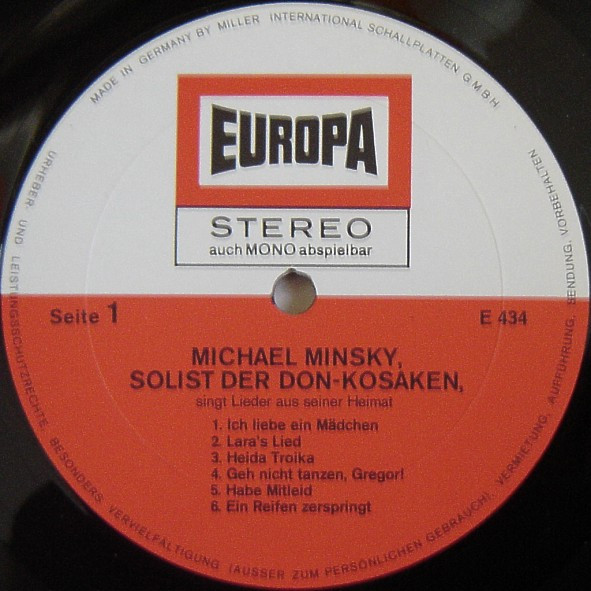 MADE IN GERMANY BY MILLER INTERNATIONAL SCHALLPLATTEN G.M.B.H.
EUROPA
STEREO
auch MONO abspielbar
Seite 1
E 434
MICHAEL MINSKY,
SOLIST DER DON-KOSAKEN,
singt Lieder aus seiner Heimat
1. Ich liebe ein Mädchen
2. Lara's Lied
3. Heida Troika
4. Geh nicht tanzen, Gregor!
5. Habe Mitleid
6. Ein Reifen zerspringt
URHEBER- UND LEISTUNGSSCHUTZRECHTE, BESONDERS VERVIELFÄLTIGUNG (AUSSER ZUM PERSÖNLICHEN GEBRAUCH), VERMIETUNG, AUFFÜHRUNG, SENDUNG, VORBEHALTEN